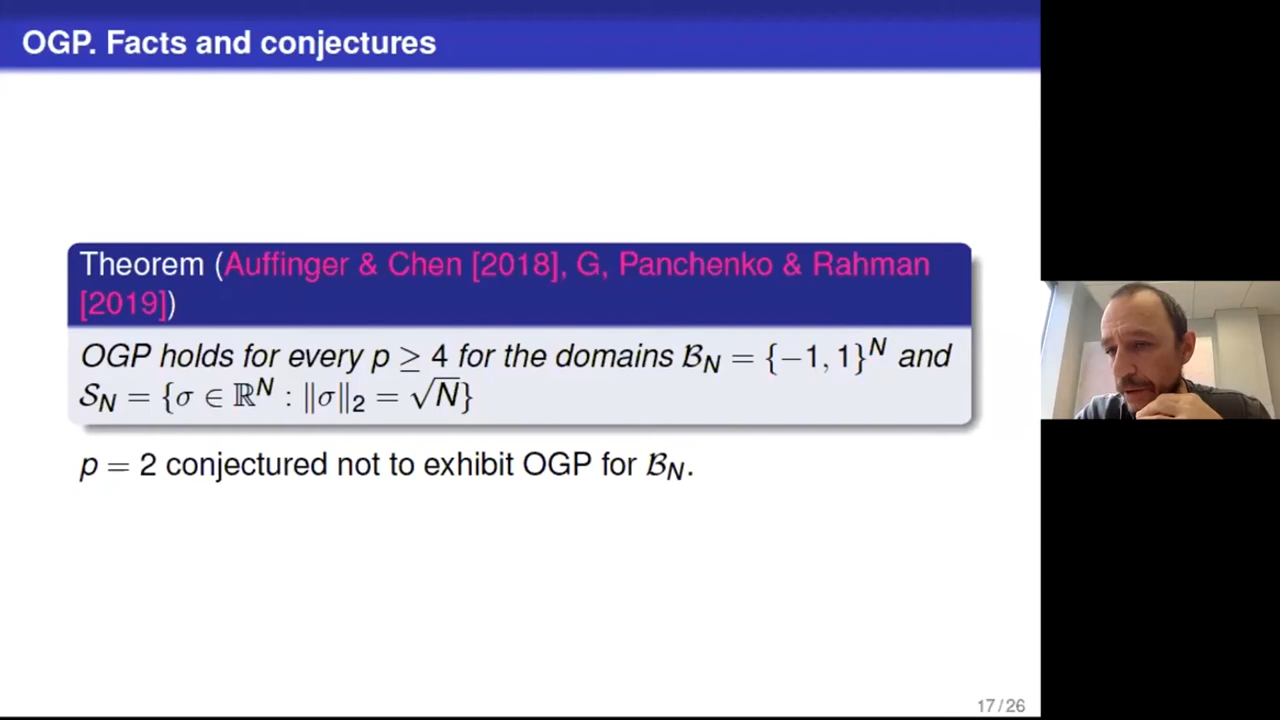 OGP. Facts and conjectures
Theorem (Auffinger & Chen [2018], G, Panchenko & Rahman
[2019])
OGP holds for every p ≥ 4 for the domains ℬ_N = {−1, 1}^N and
𝒮_N = {σ ∈ ℝ^N : ‖σ‖₂ = √N}
p = 2 conjectured not to exhibit OGP for ℬ_N.
17 / 26